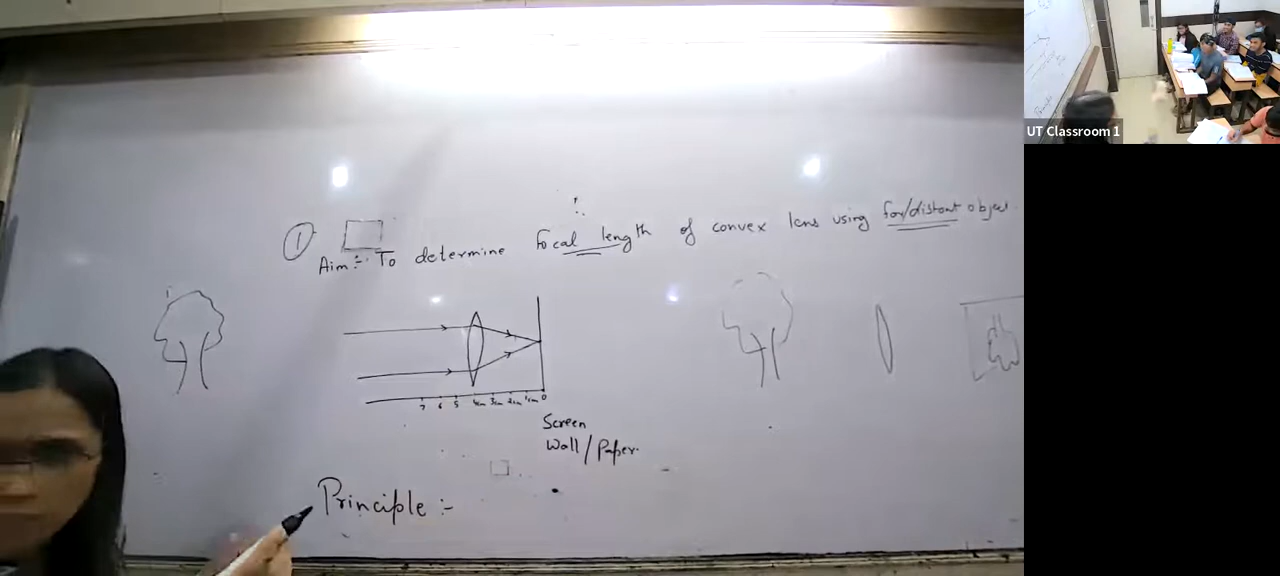 UT Classroom 1
① Aim:- To determine focal length of convex lens using far/distant object.
7 6 5 4cm 3cm 2cm 1cm 0
Screen
Wall/Paper.
Principle :-